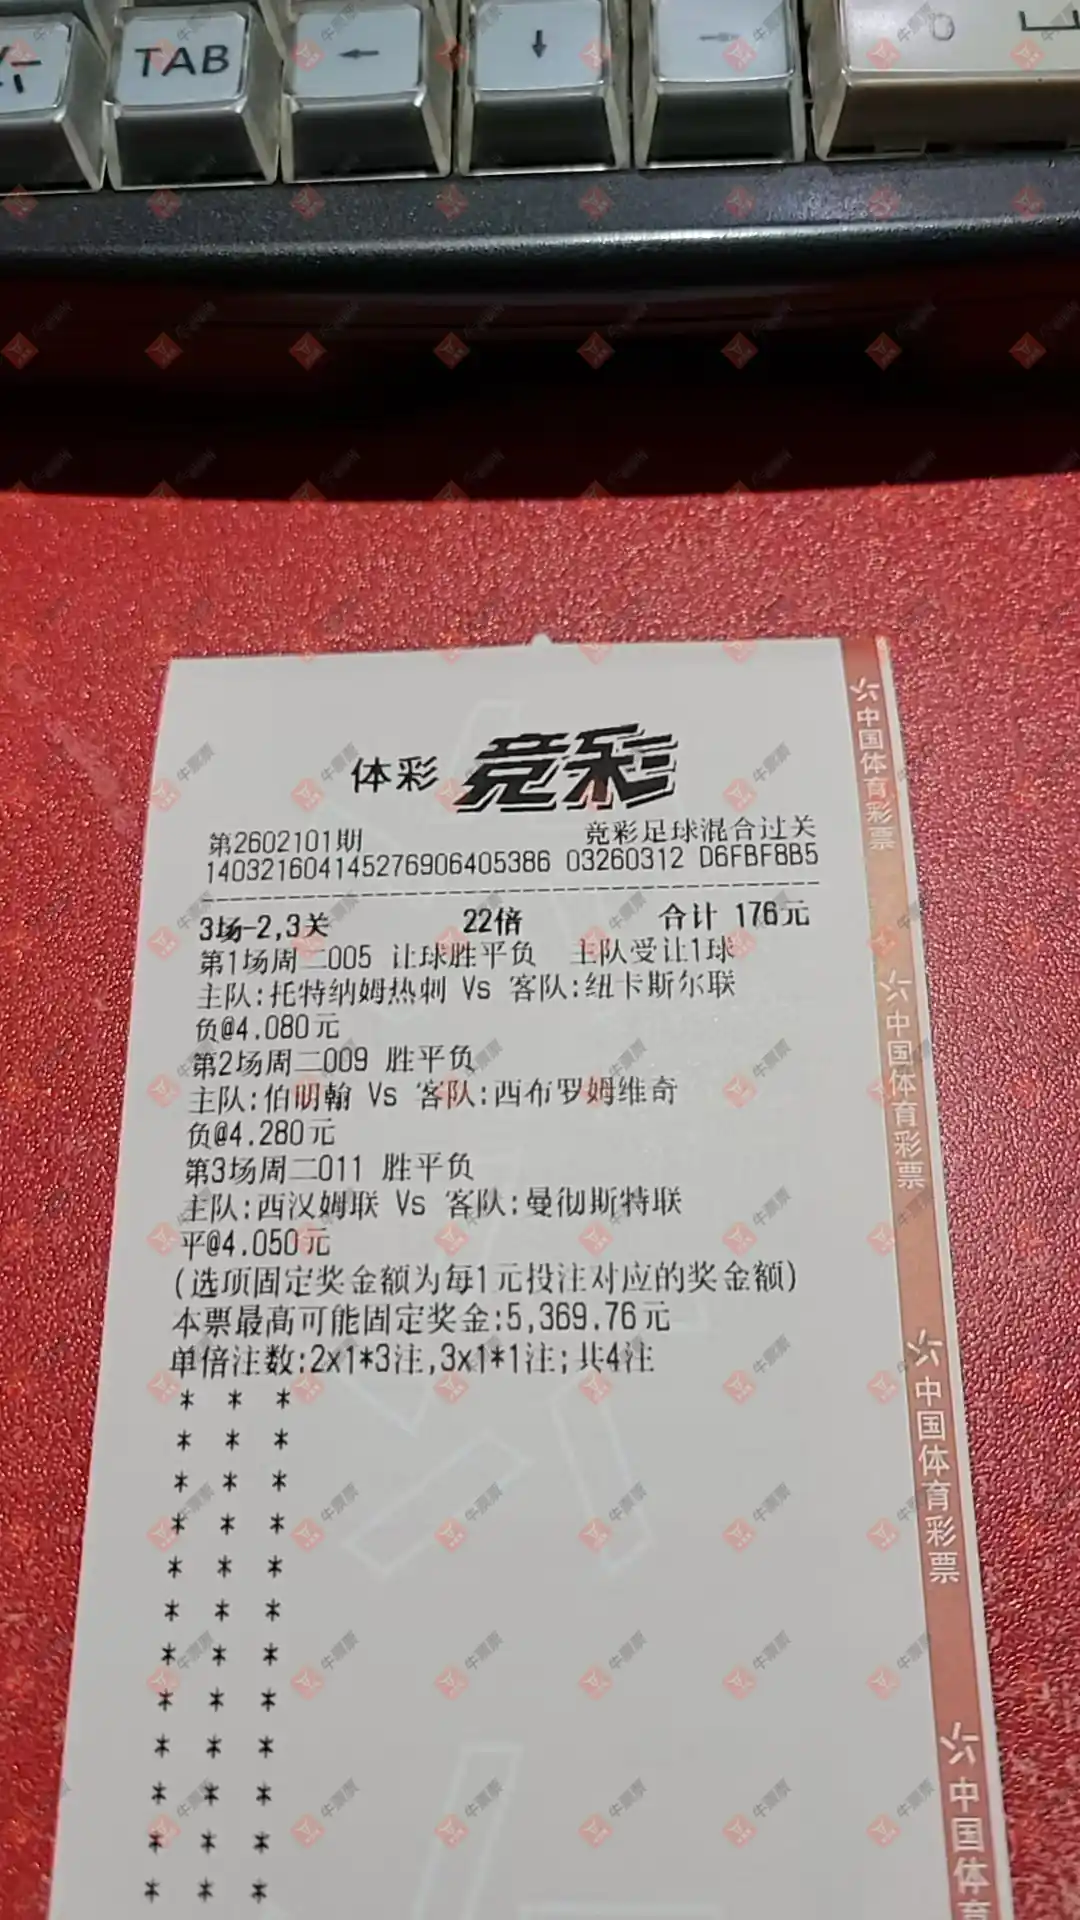 TAB
←
↓
→
体彩 竞彩
第2602101期 竞彩足球混合过关
140321604145276906405386 03260312 D6FBF8B5
3场-2,3关 22倍 合计 176元
第1场周二005 让球胜平负 主队受让1球
主队:托特纳姆热刺 Vs 客队:纽卡斯尔联
负@4.080元
第2场周二009 胜平负
主队:伯明翰 Vs 客队:西布罗姆维奇
负@4.280元
第3场周二011 胜平负
主队:西汉姆联 Vs 客队:曼彻斯特联
平@4.050元
(选项固定奖金额为每1元投注对应的奖金额)
本票最高可能固定奖金:5,369.76元
单倍注数:2x1*3注,3x1*1注;共4注
* * *
* * *
* * *
* * *
* * *
* * *
* * *
* * *
* * *
* * *
* * *
* * *
中国体育彩票
中国体育彩票
中国体育彩票
中国体育
牛票票